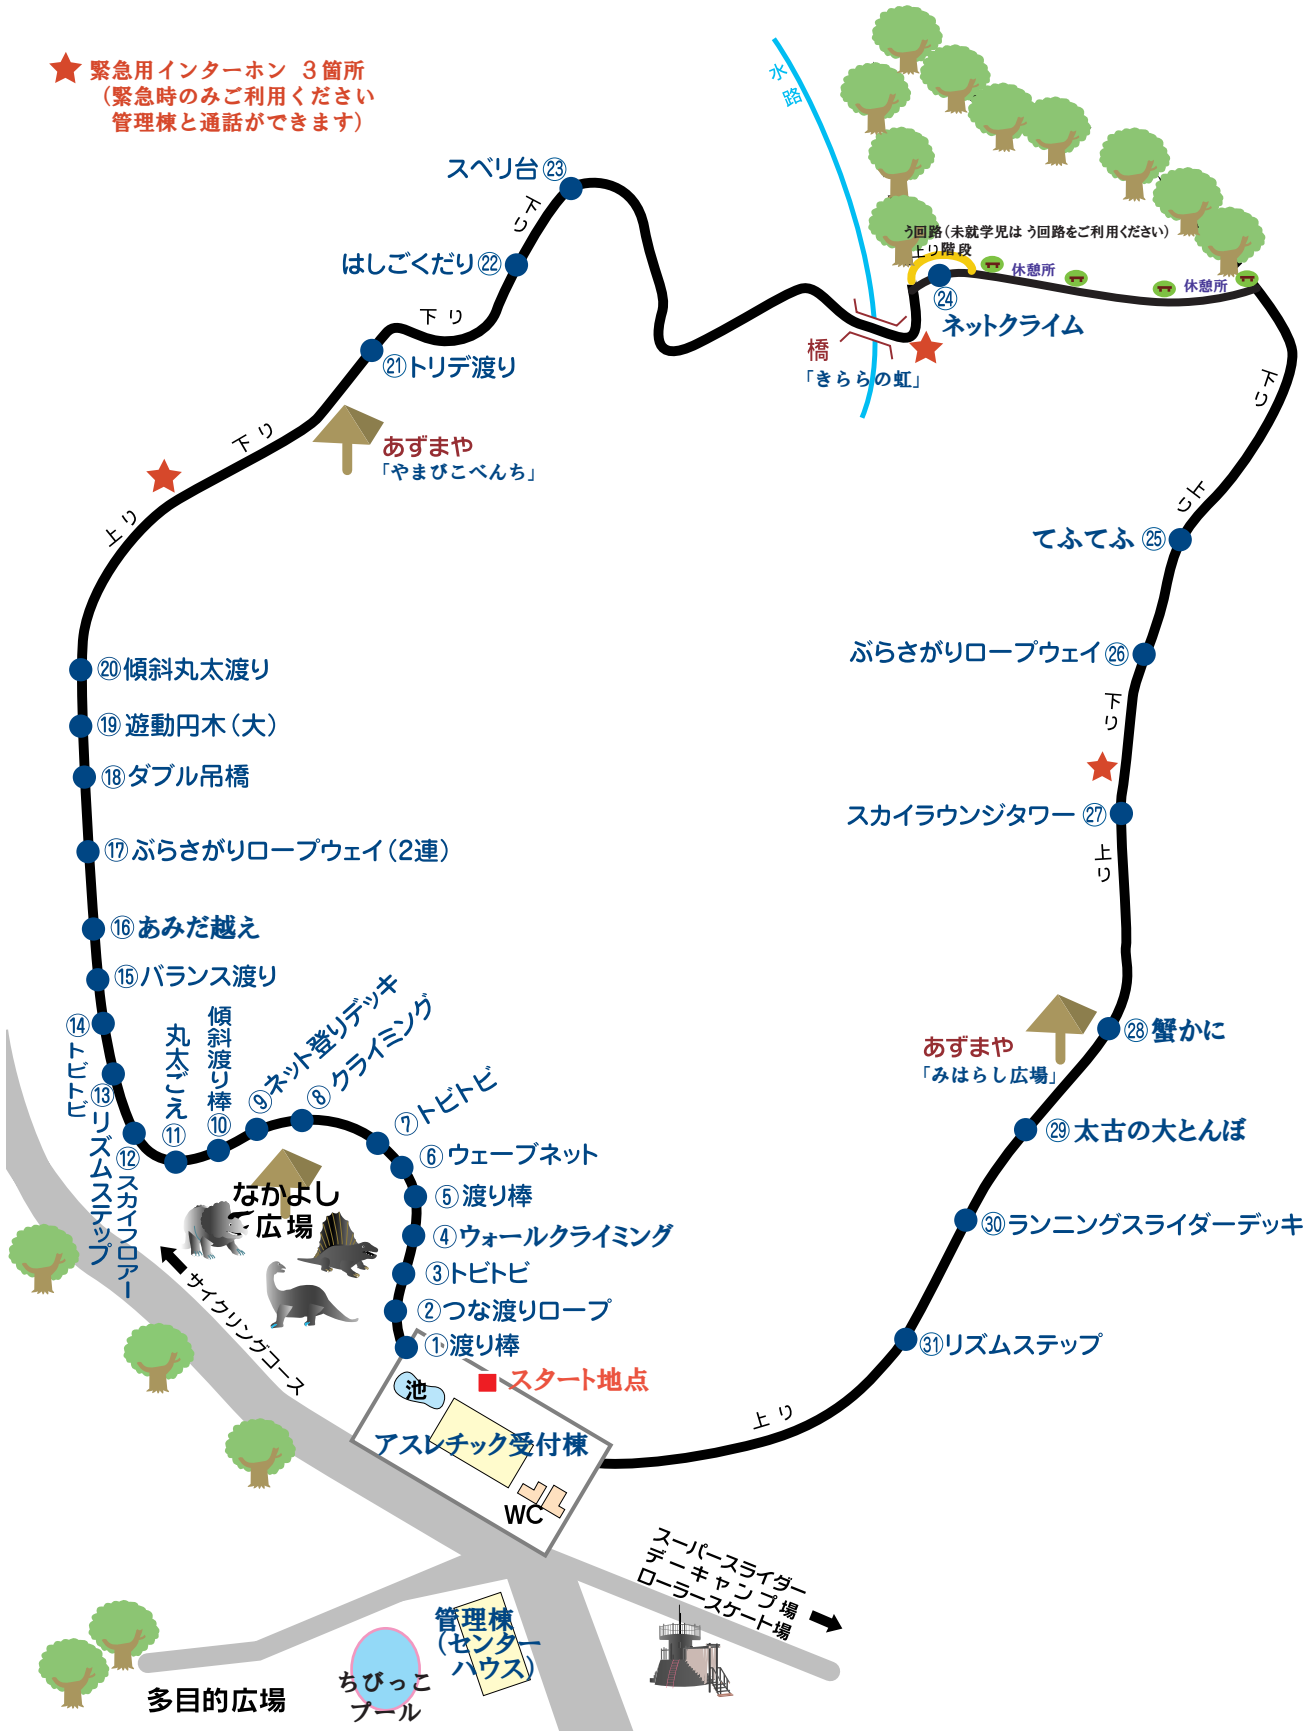 緊急用インターホン ３箇所
（緊急時のみご利用ください
管理棟と通話ができます）
水路
う回路（未就学児は う回路をご利用ください）
上り階段
休憩所
休憩所
㉔
ネットクライム
橋
「きららの虹」
スベリ台㉓
下り
はしごくだり㉒
下り
㉑トリデ渡り
下り
あずまや
「やまびこべんち」
上り
下り
上り
てふてふ㉕
ぶらさがりロープウェイ㉖
下り
スカイラウンジタワー㉗
上り
⑳傾斜丸太渡り
⑲遊動円木（大）
⑱ダブル吊橋
⑰ぶらさがりロープウェイ（2連）
⑯あみだ越え
⑮バランス渡り
⑭トビトビ
⑬リズムステップ
⑫スカイフロアー
丸太ごえ⑪
傾斜渡り棒⑩
⑨ネット登りデッキ
⑧クライミング
⑦トビトビ
⑥ウェーブネット
⑤渡り棒
④ウォールクライミング
③トビトビ
②つな渡りロープ
①渡り棒
なかよし
広場
サイクリングコース
㉘蟹かに
あずまや
「みはらし広場」
㉙太古の大とんぼ
㉚ランニングスライダーデッキ
㉛リズムステップ
上り
スタート地点
池
アスレチック受付棟
WC
スーパースライダー
デーキャンプ場
ローラースケート場
管理棟
（センター
ハウス）
ちびっこ
プール
多目的広場